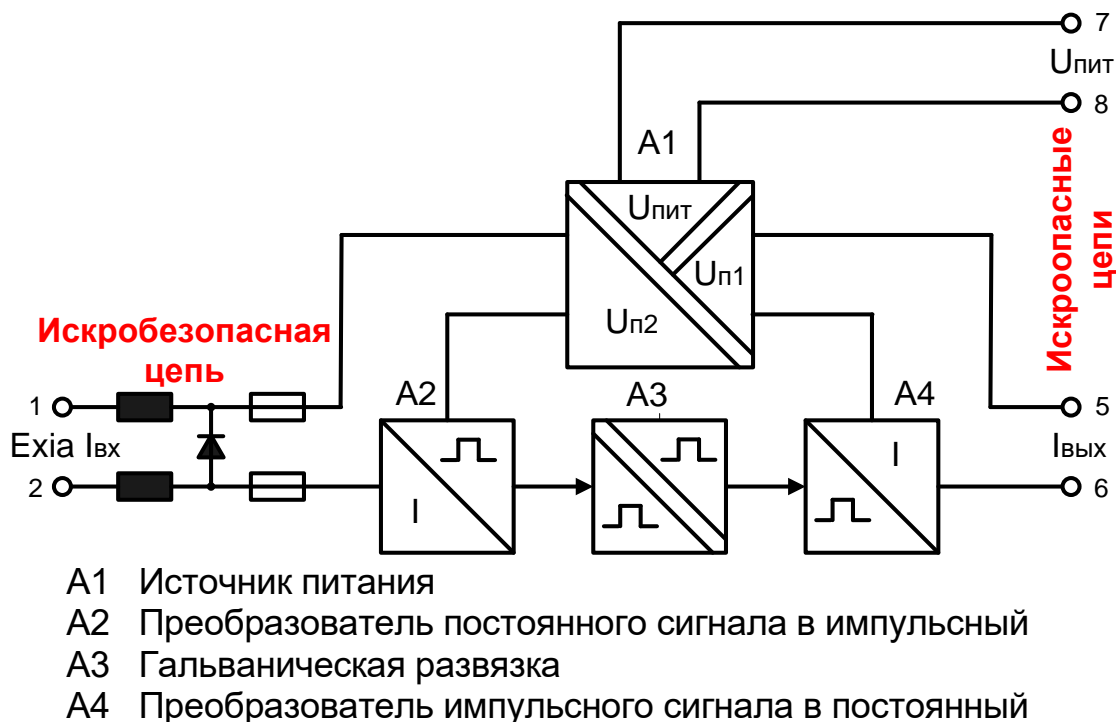 7
Uпит
8
A1
Uпит
Uп1
Uп2
Искроопасные
цепи
Искробезопасная
цепь
1
A2
A3
A4
5
Exia Iвх
Iвых
I
I
2
6
A1 Источник питания
A2 Преобразователь постоянного сигнала в импульсный
A3 Гальваническая развязка
A4 Преобразователь импульсного сигнала в постоянный